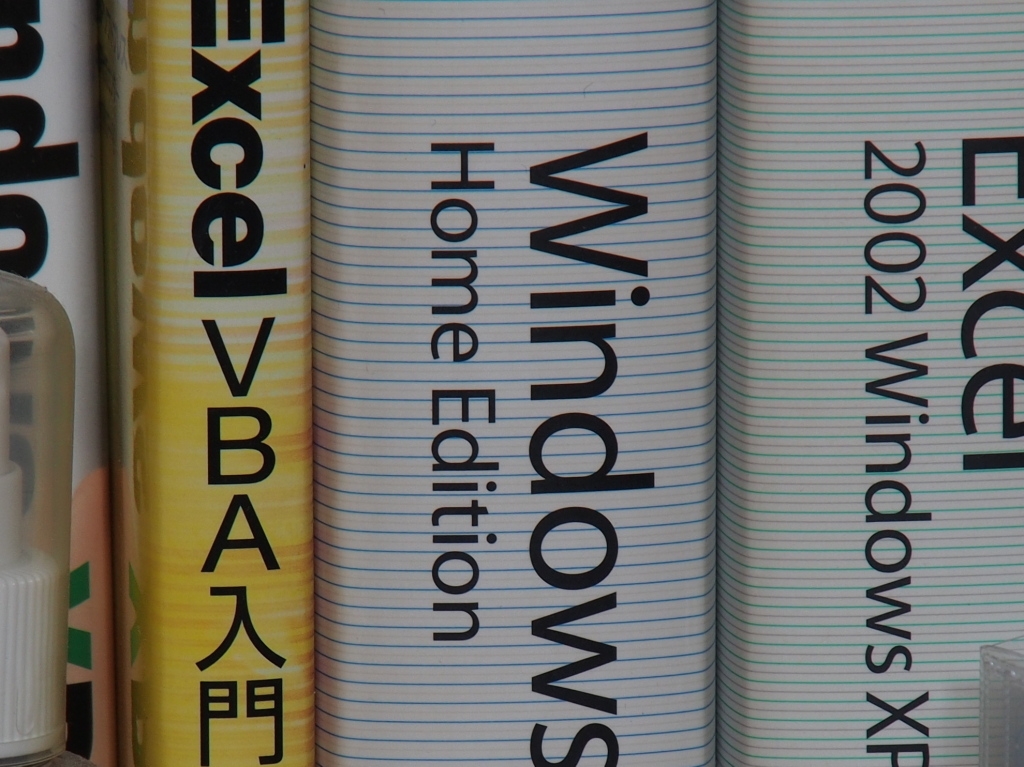 Excel VBA入門
Windows
Home Edition
Excel
2002 Windows XP